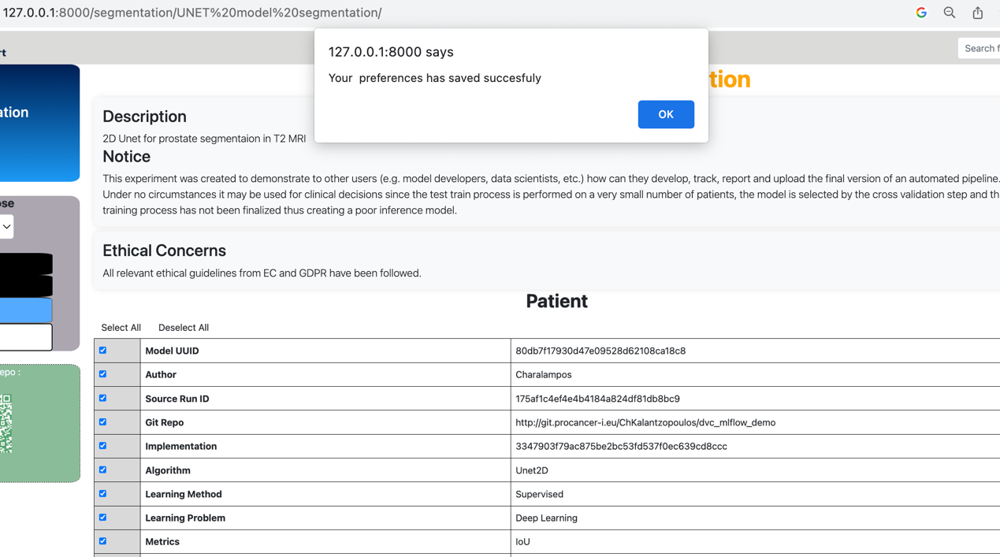 127.0.0.1:8000/segmentation/UNET%20model%20segmentation/
127.0.0.1:8000 says
Your  preferences has saved succesfuly
OK
rt
Search f
ation
tion
Description
2D Unet for prostate segmentaion in T2 MRI
Notice
This experiment was created to demonstrate to other users (e.g. model developers, data scientists, etc.) how can they develop, track, report and upload the final version of an automated pipeline.
Under no circumstances it may be used for clinical decisions since the test train process is performed on a very small number of patients, the model is selected by the cross validation step and th
training process has not been finalized thus creating a poor inference model.
ose
Ethical Concerns
All relevant ethical guidelines from EC and GDPR have been followed.
Patient
Select All Deselect All
Model UUID 80db7f17930d47e09528d62108ca18c8
epo :
Author Charalampos
Source Run ID 175af1c4ef4e4b4184a824df81db8bc9
Git Repo http://git.procancer-i.eu/ChKalantzopoulos/dvc_mlflow_demo
Implementation 3347903f79ac875be2bc53fd537f0ec639cd8ccc
Algorithm Unet2D
Learning Method Supervised
Learning Problem Deep Learning
Metrics IoU